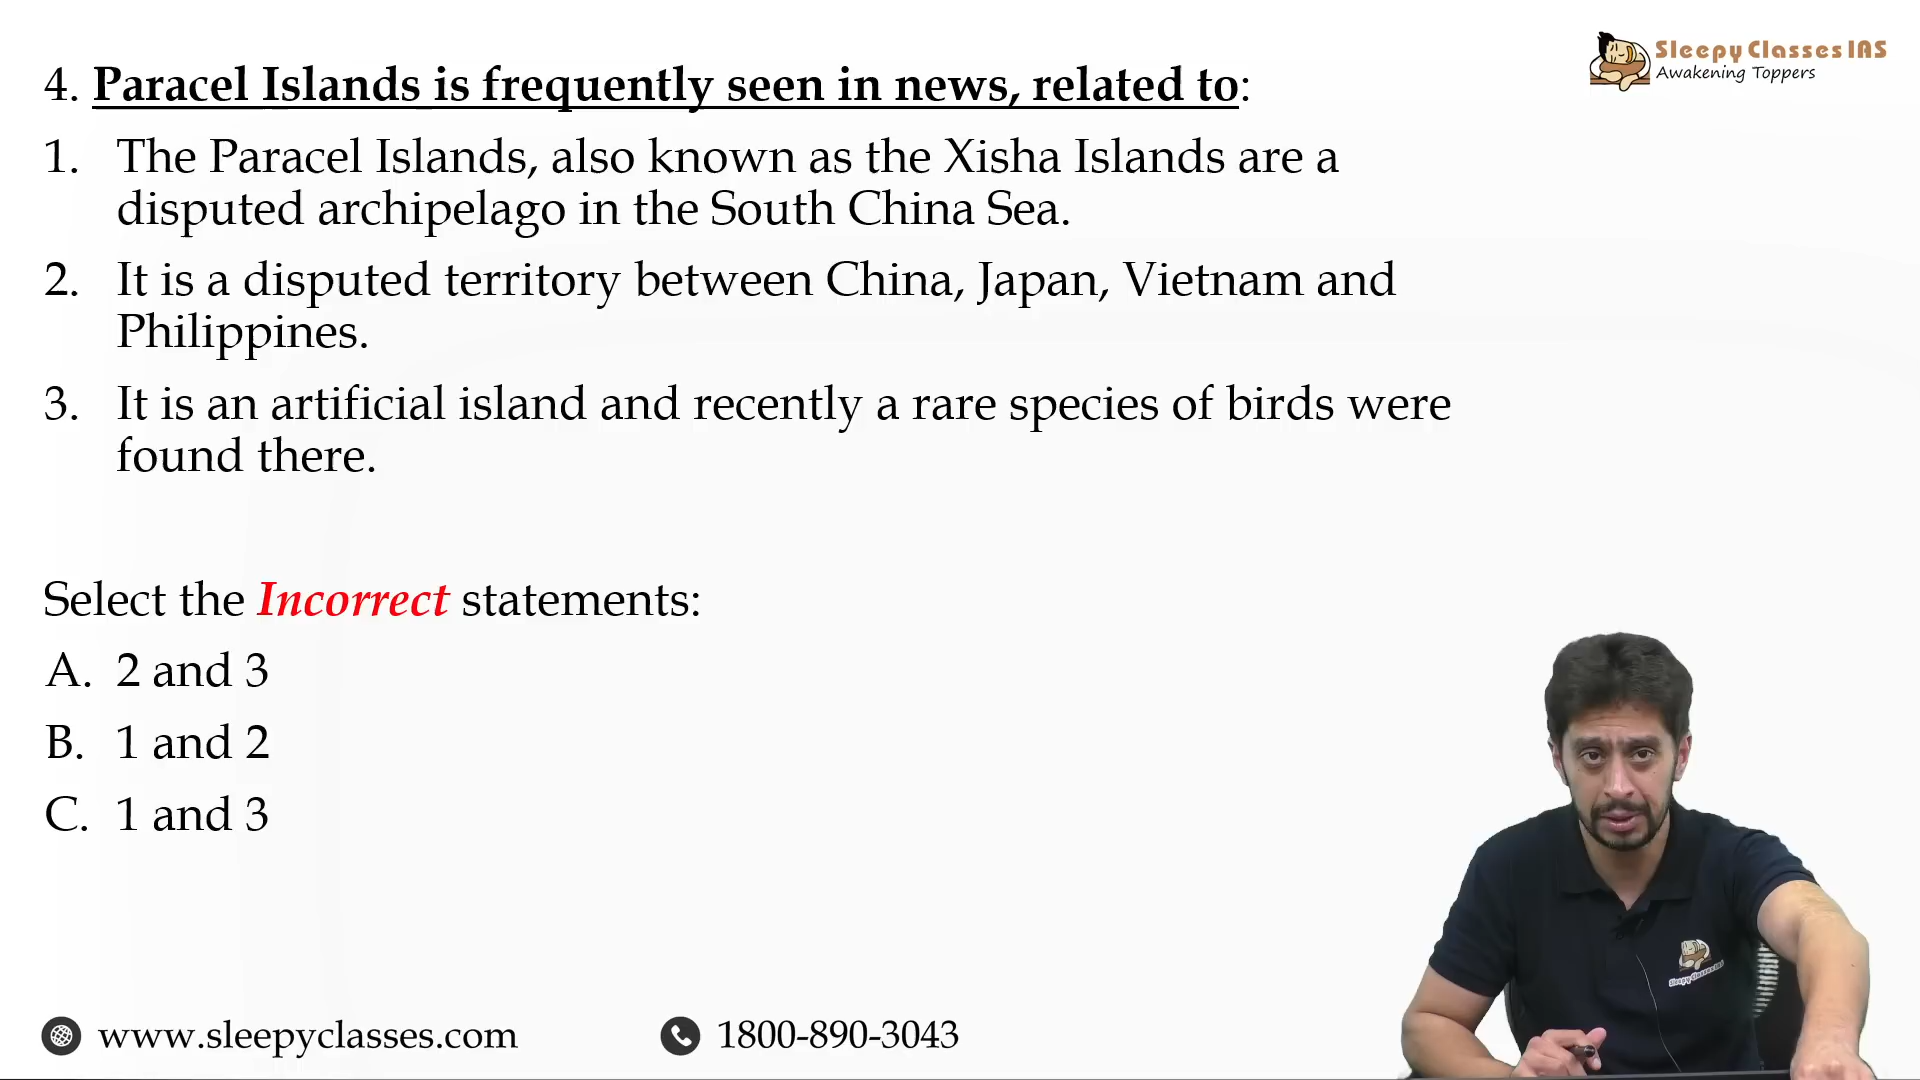 Sleepy Classes IAS
Awakening Toppers
4. Paracel Islands is frequently seen in news, related to:
1. The Paracel Islands, also known as the Xisha Islands are a
disputed archipelago in the South China Sea.
2. It is a disputed territory between China, Japan, Vietnam and
Philippines.
3. It is an artificial island and recently a rare species of birds were
found there.
Select the Incorrect statements:
A. 2 and 3
B. 1 and 2
C. 1 and 3
Sleepy Classes IAS
www.sleepyclasses.com
1800-890-3043